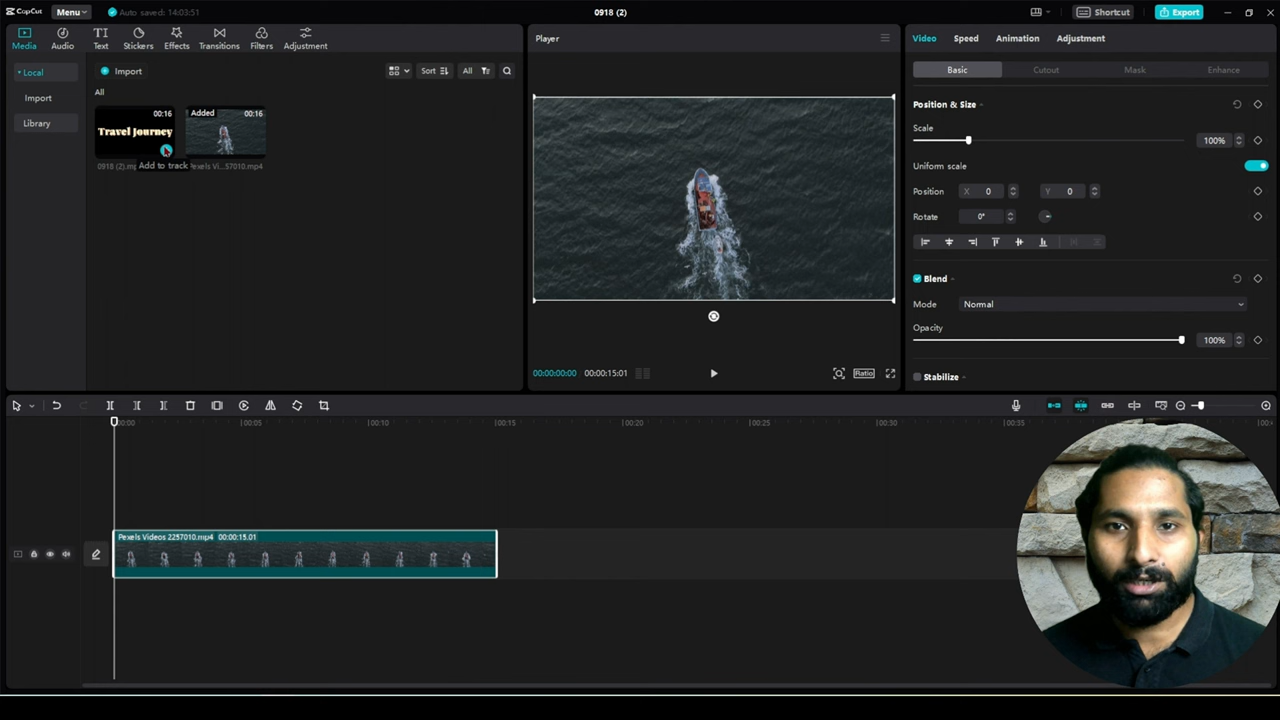 CapCut
Menu
Auto saved: 14:03:51
0918 (2)
Shortcut
Export
Media
Audio
Text
Stickers
Effects
Transitions
Filters
Adjustment
Local
Import
Library
Import
Sort
All
All
00:16
Travel Journey
0918 (2).mp
Add to track
Added
00:16
Pexels Vi...57010.mp4
Player
00:00:00:00
00:00:15:01
Ratio
Video
Speed
Animation
Adjustment
Basic
Cutout
Mask
Enhance
Position & Size
Scale
100%
Uniform scale
Position
X
0
Y
0
Rotate
0°
Blend
Mode
Normal
Opacity
100%
Stabilize
00:00
00:05
00:10
00:15
00:20
00:25
00:30
00:35
Pexels Videos 2257010.mp4 00:00:15:01